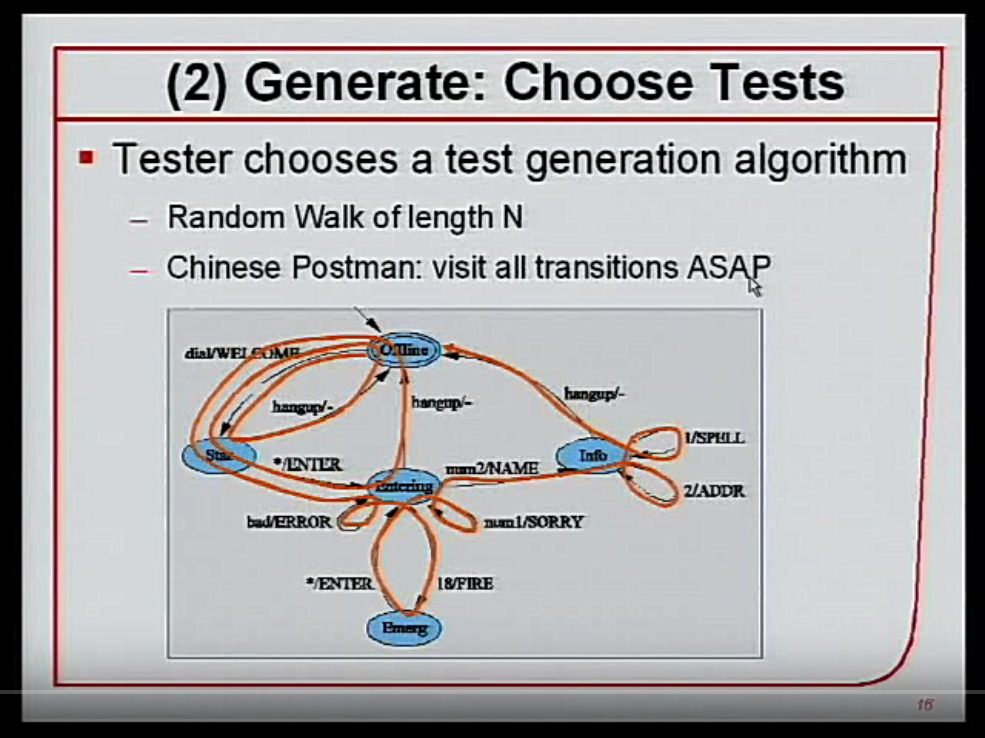 (2) Generate: Choose Tests
Tester chooses a test generation algorithm
– Random Walk of length N
– Chinese Postman: visit all transitions ASAP
Offline
dial/WELCOME
hangup/-
hangup/-
hangup/-
1/SPELL
Star
Info
*/ENTER
num2/NAME
Entering
2/ADDR
bad/ERROR
num1/SORRY
*/ENTER
18/FIRE
Emerg
16